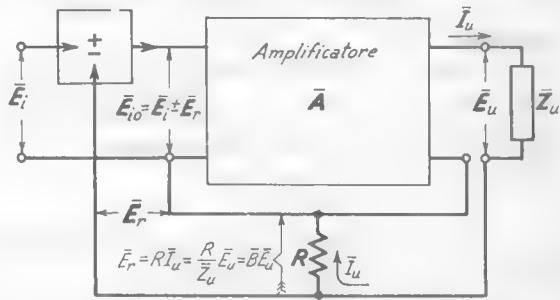 Ī_u
± 
Amplificatore
Ē_i
Ē_io = Ē_i ± Ē_r
Ā
Ē_u
Z̄_u
Ē_r
Ē_r = RĪ_u = R/Z̄_u Ē_u = B̄Ē_u
R
Ī_u